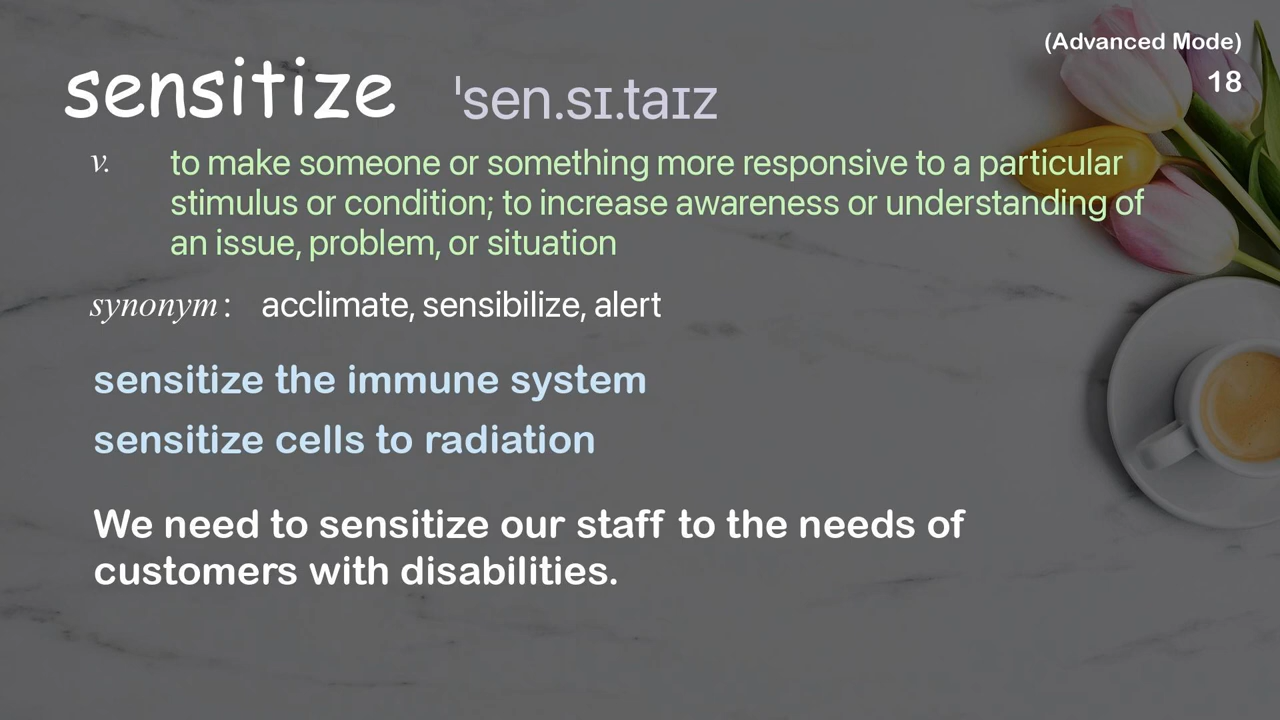 (Advanced Mode)
18
sensitize ˈsen.sɪ.taɪz
v. to make someone or something more responsive to a particular
stimulus or condition; to increase awareness or understanding of
an issue, problem, or situation
synonym: acclimate, sensibilize, alert
sensitize the immune system
sensitize cells to radiation
We need to sensitize our staff to the needs of
customers with disabilities.